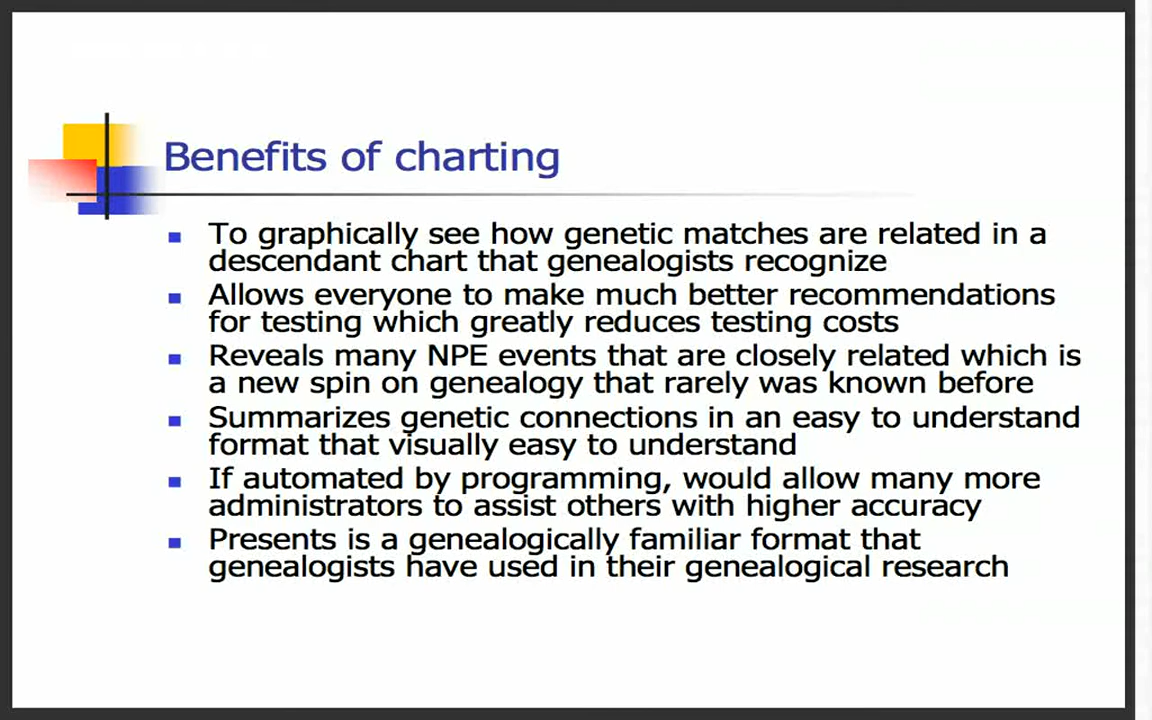 Benefits of charting
To graphically see how genetic matches are related in a
descendant chart that genealogists recognize
Allows everyone to make much better recommendations
for testing which greatly reduces testing costs
Reveals many NPE events that are closely related which is
a new spin on genealogy that rarely was known before
Summarizes genetic connections in an easy to understand
format that visually easy to understand
If automated by programming, would allow many more
administrators to assist others with higher accuracy
Presents is a genealogically familiar format that
genealogists have used in their genealogical research